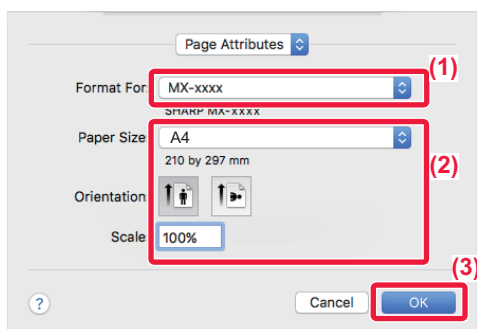 Page Attributes
(1)
Format For: MX-xxxx
SHARP MX-xxxx
Paper Size: A4
210 by 297 mm
(2)
Orientation:
Scale: 100%
(3)
? Cancel OK